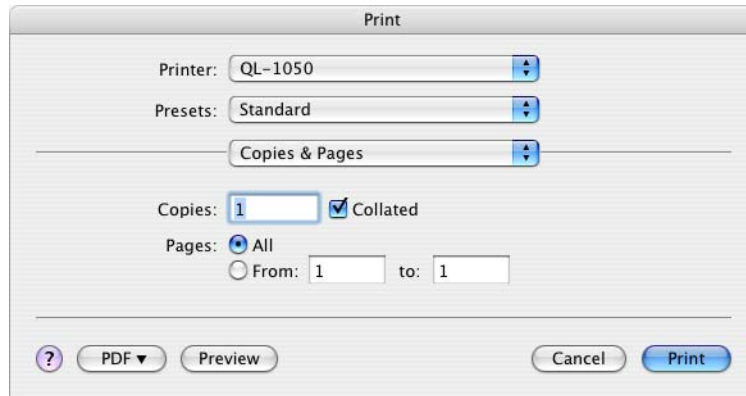 Print
Printer: QL-1050
Presets: Standard
Copies & Pages
Copies: 1 Collated
Pages: All
From: 1 to: 1
? PDF Preview Cancel Print